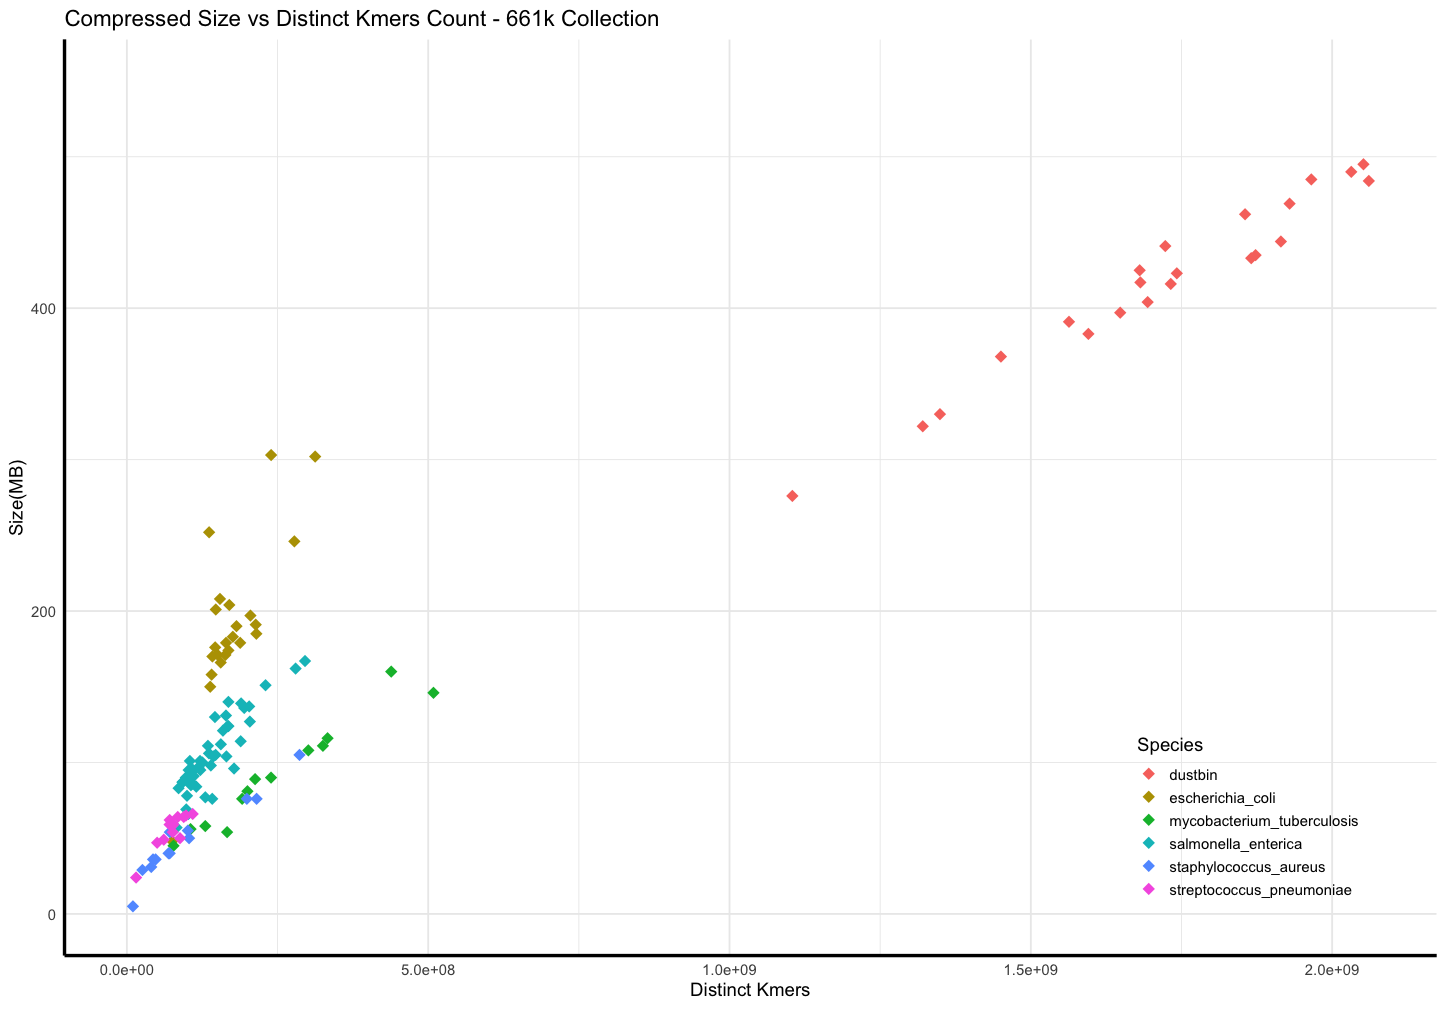 Compressed Size vs Distinct Kmers Count - 661k Collection
Size(MB)
400
200
0
0.0e+00 5.0e+08 1.0e+09 1.5e+09 2.0e+09
Distinct Kmers
Species
dustbin
escherichia_coli
mycobacterium_tuberculosis
salmonella_enterica
staphylococcus_aureus
streptococcus_pneumoniae